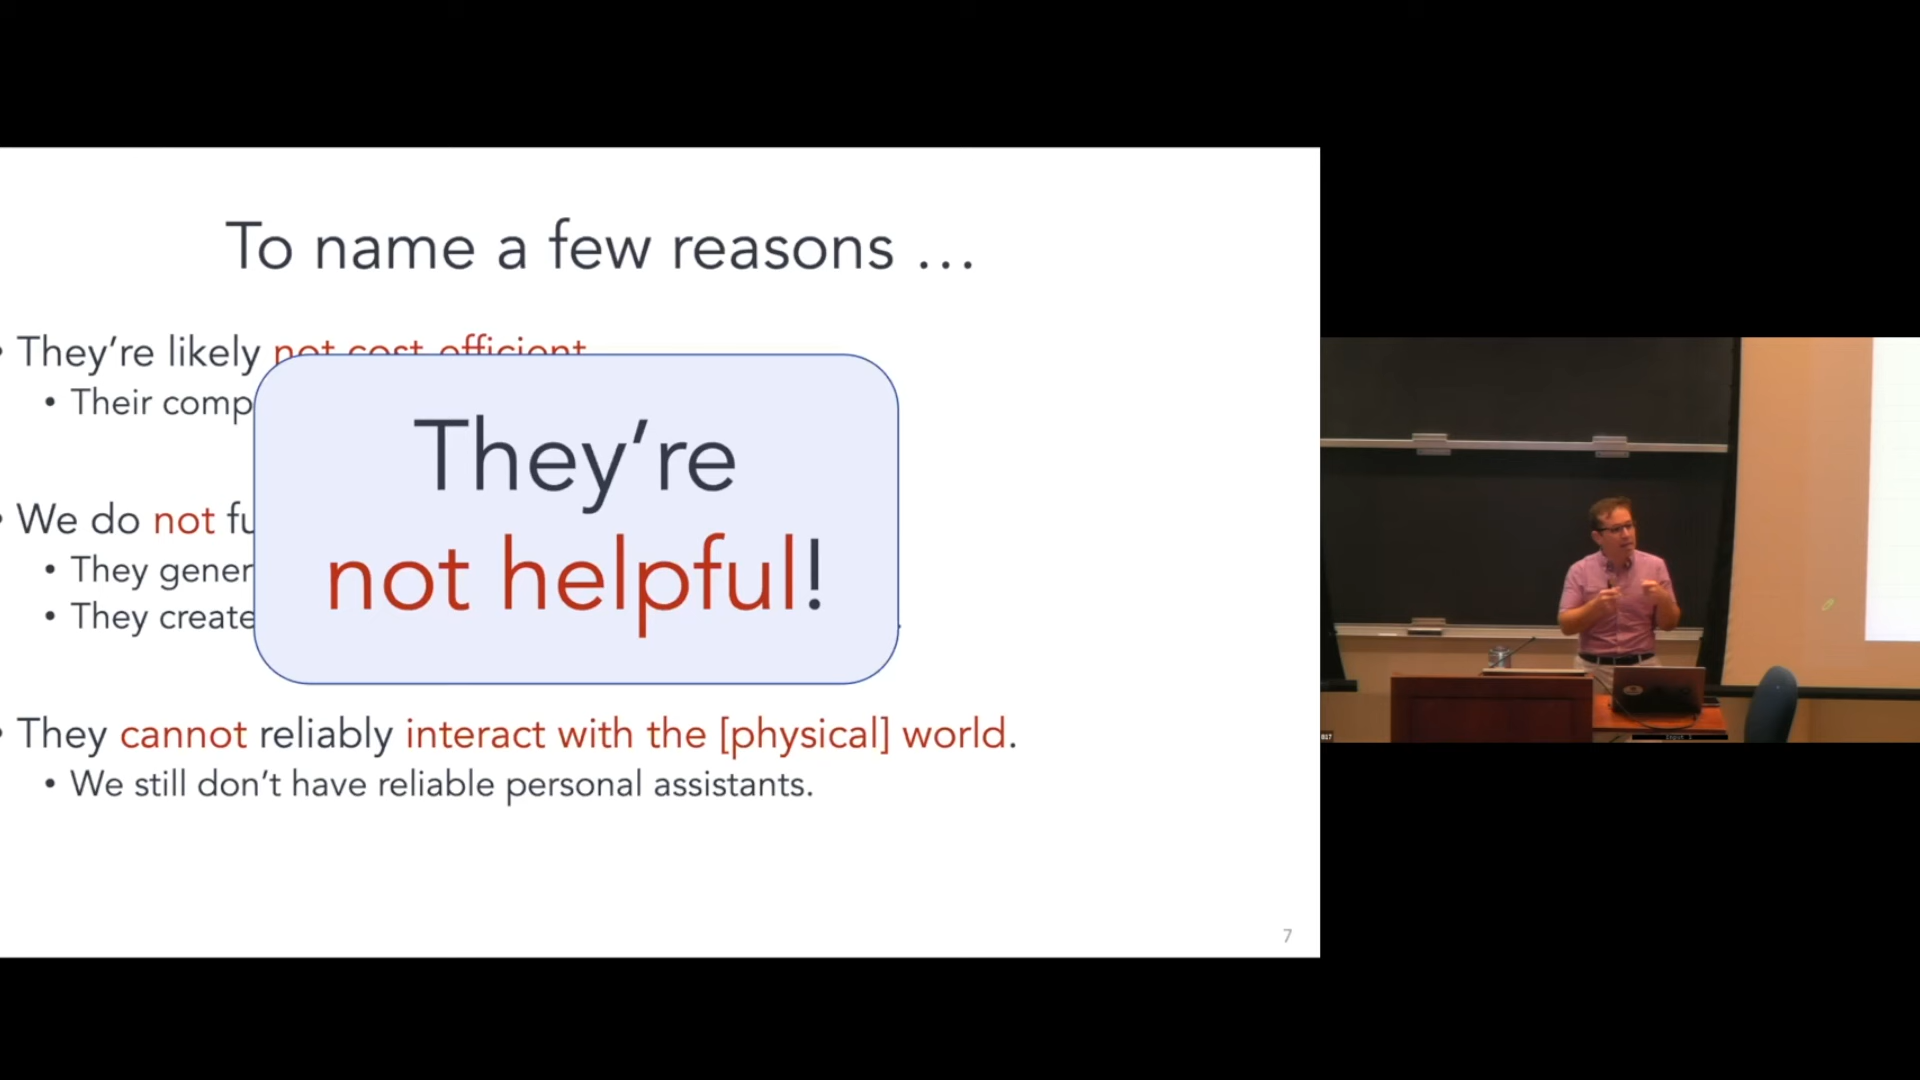 To name a few reasons …
• They’re likely not cost-efficient
• Their comp
They’re
not helpful!
• We do not fu
• They gener
• They create
• They cannot reliably interact with the [physical] world.
• We still don’t have reliable personal assistants.
7